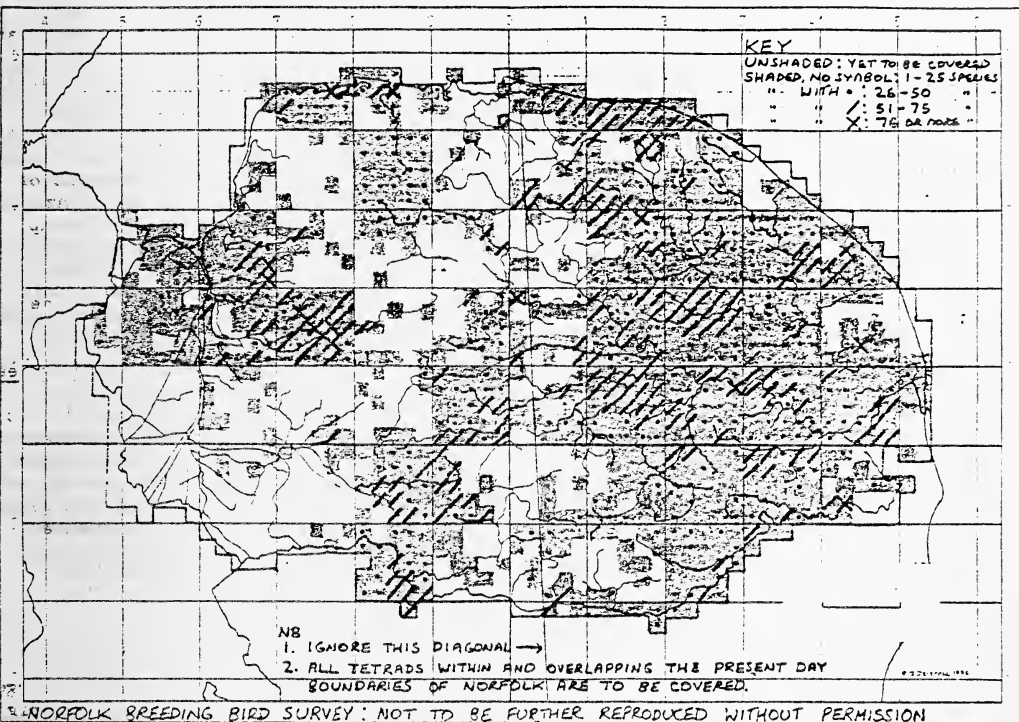 KEY
UNSHADED: YET TO BE COVERED
SHADED, NO SYMBOL: 1-25 SPECIES
" WITH • : 26-50 "
" " / : 51-75 "
" " X : 76 OR MORE "
NB
1. IGNORE THIS DIAGONAL →
2. ALL TETRADS WITHIN AND OVERLAPPING THE PRESENT DAY
BOUNDARIES OF NORFOLK ARE TO BE COVERED.
NORFOLK BREEDING BIRD SURVEY: NOT TO BE FURTHER REPRODUCED WITHOUT PERMISSION